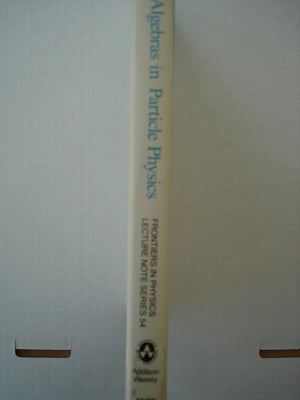 Algebras in Particle Physics
FRONTIERS IN PHYSICS
LECTURE NOTE SERIES 54
Addison
Wesley